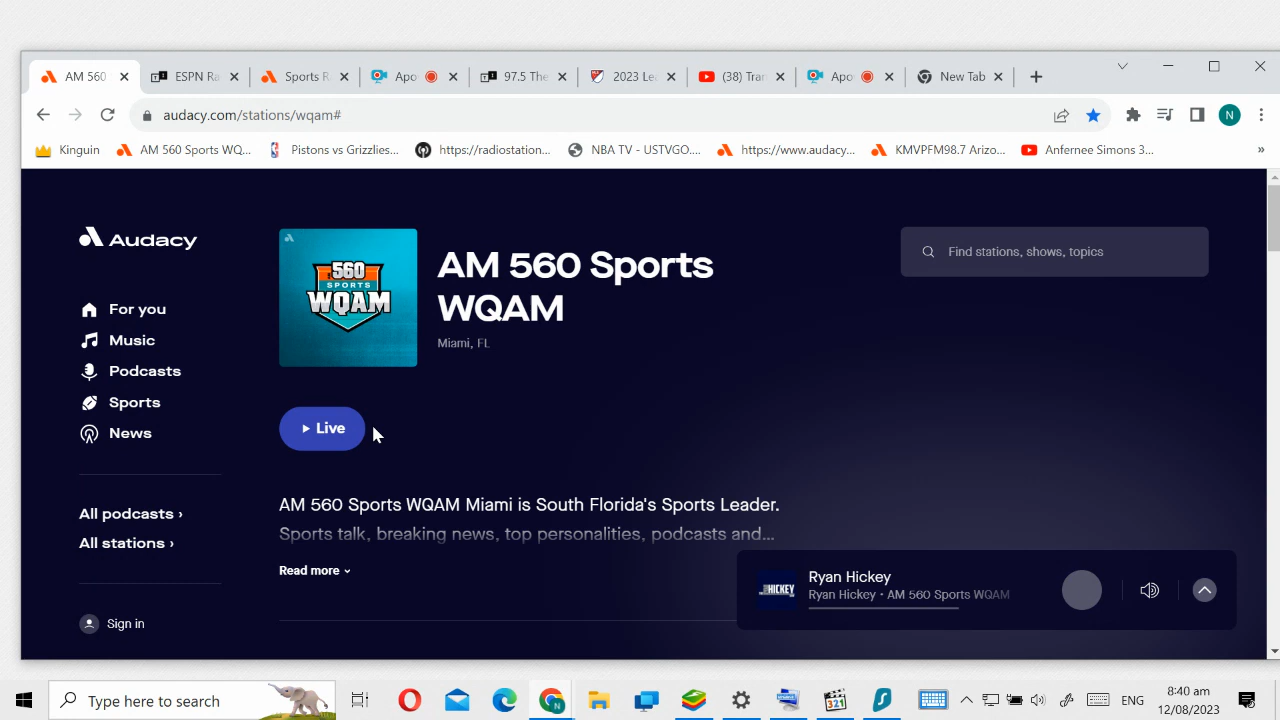 AM 560
ESPN Ra
Sports R
Apo
97.5 The
2023 Le
(38) Tran
Apo
New Tab
audacy.com/stations/wqam#
N
Kinguin
AM 560 Sports WQ...
Pistons vs Grizzlies...
https://radiostation...
NBA TV - USTVGO....
https://www.audacy...
KMVPFM98.7 Arizo...
Anfernee Simons 3...
»
Audacy
560
SPORTS
WQAM
AM 560 Sports
WQAM
Miami, FL
Find stations, shows, topics
For you
Music
Podcasts
Sports
News
Live
All podcasts ›
All stations ›
AM 560 Sports WQAM Miami is South Florida's Sports Leader.
Sports talk, breaking news, top personalities, podcasts and...
Read more
HICKEY
Ryan Hickey
Ryan Hickey • AM 560 Sports WQAM
Sign in
Type here to search
N
321
ENG
8:40 am
12/08/2023